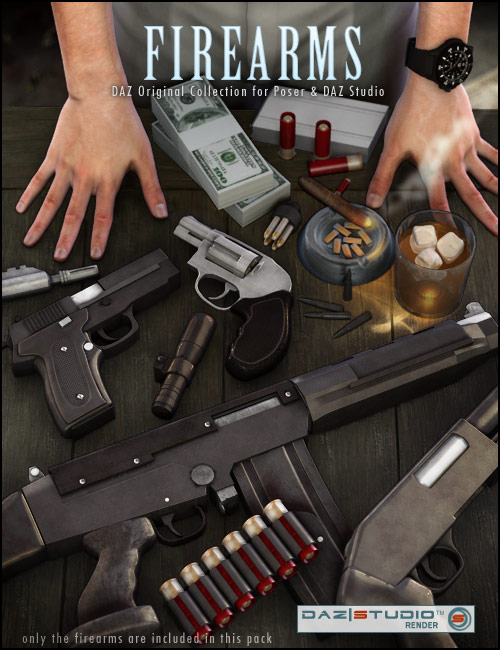 FIREARMS
DAZ Original Collection for Poser & DAZ Studio
100
DAZ|STUDIO™ S
RENDER
only the firearms are included in this pack